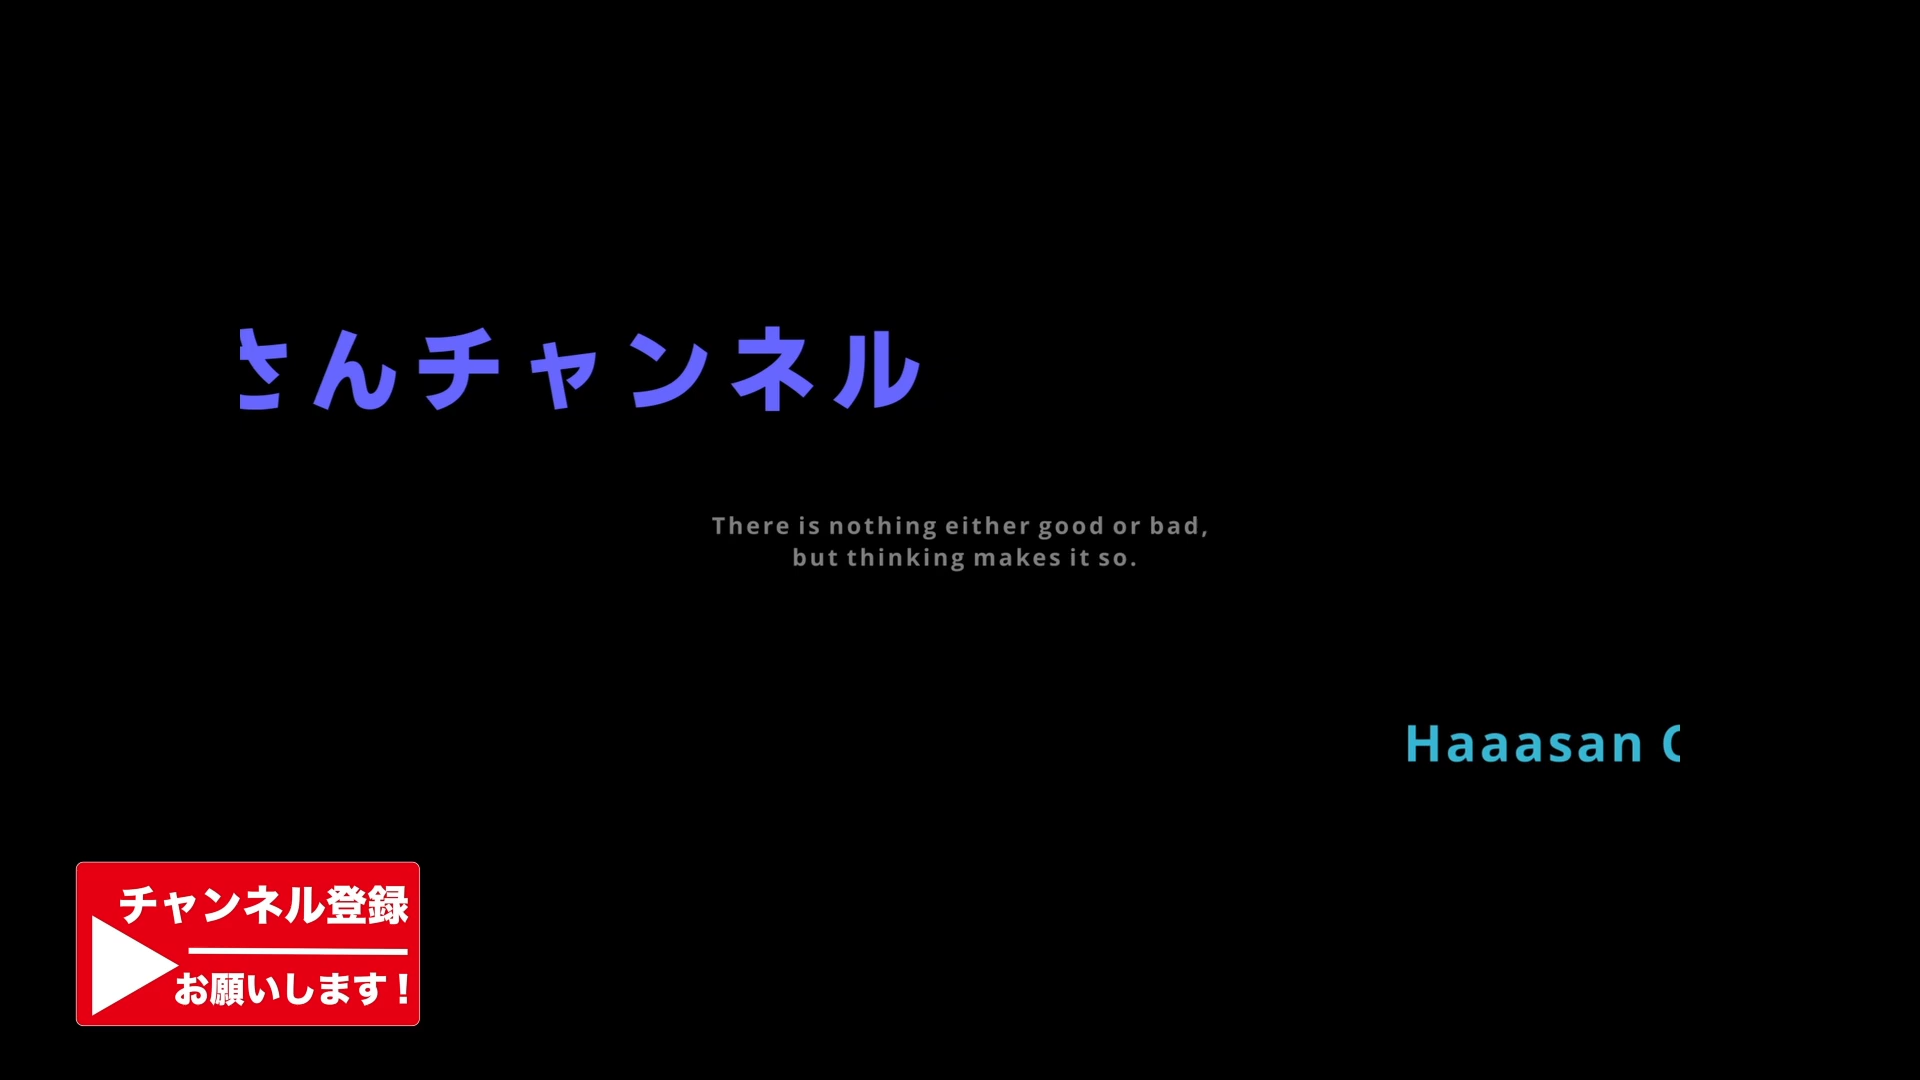 さんチャンネル
There is nothing either good or bad,
but thinking makes it so.
Haaasan
チャンネル登録
お願いします！